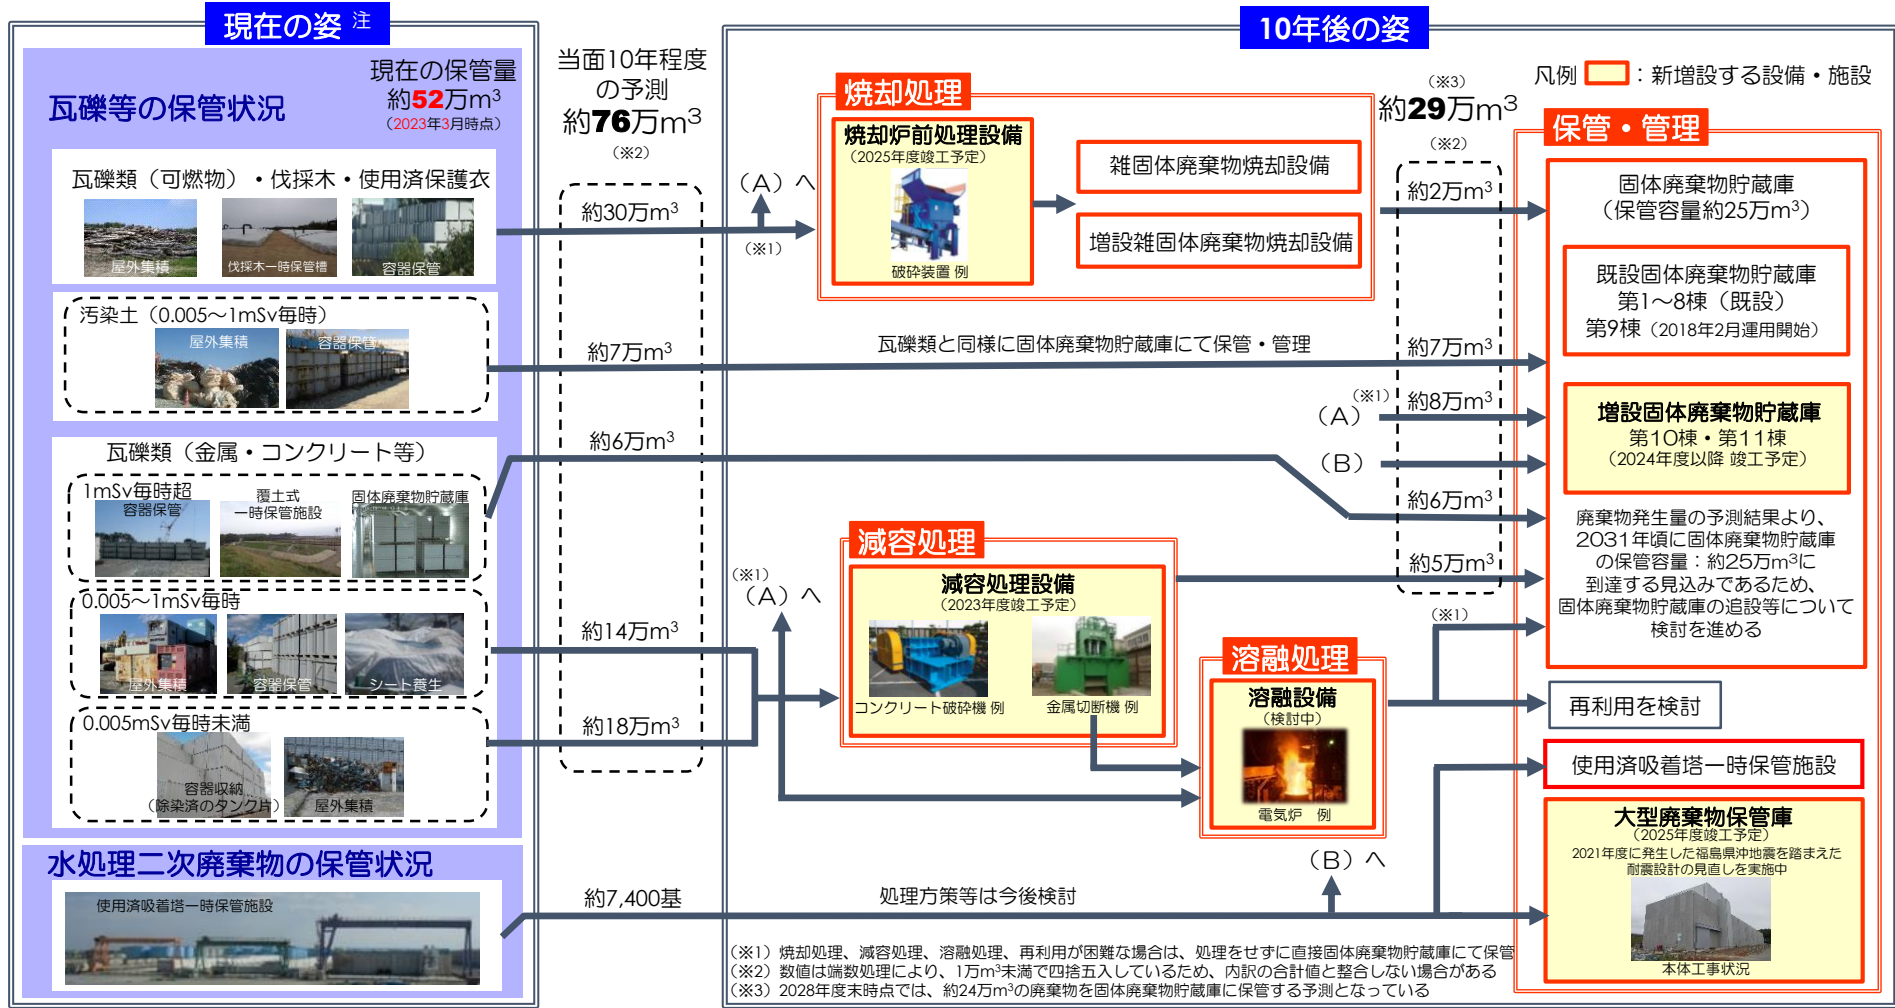 現在の姿 注
瓦礫等の保管状況
現在の保管量
約52万m³
(2023年3月時点)
瓦礫類（可燃物）・伐採木・使用済保護衣
屋外集積
伐採木一時保管槽
容器保管
汚染土（0.005～1mSv毎時）
屋外集積
容器保管
瓦礫類（金属・コンクリート等）
1mSv毎時超
容器保管
覆土式
一時保管施設
固体廃棄物貯蔵庫
0.005～1mSv毎時
屋外集積
容器保管
シート養生
0.005mSv毎時未満
容器収納
（除染済のタンク片）
屋外集積
水処理二次廃棄物の保管状況
使用済吸着塔一時保管施設
当面10年程度
の予測
約76万m³
(※2)
約30万m³
約7万m³
約6万m³
約14万m³
約18万m³
約7,400基
10年後の姿
凡例 ：新増設する設備・施設
（A）へ
(※1)
焼却処理
焼却炉前処理設備
(2025年度竣工予定)
破砕装置 例
雑固体廃棄物焼却設備
増設雑固体廃棄物焼却設備
瓦礫類と同様に固体廃棄物貯蔵庫にて保管・管理
(※1)
（A）へ
減容処理
減容処理設備
(2023年度竣工予定)
コンクリート破砕機 例
金属切断機 例
溶融処理
溶融設備
(検討中)
電気炉 例
（B）へ
処理方策等は今後検討
(※3)
約29万m³
(※2)
約2万m³
約7万m³
(※1)
（A）
約8万m³
（B）
約6万m³
約5万m³
(※1)
保管・管理
固体廃棄物貯蔵庫
（保管容量約25万m³）
既設固体廃棄物貯蔵庫
第1～8棟（既設）
第9棟（2018年2月運用開始）
増設固体廃棄物貯蔵庫
第10棟・第11棟
(2024年度以降 竣工予定)
廃棄物発生量の予測結果より、
2031年頃に固体廃棄物貯蔵庫
の保管容量：約25万m³に
到達する見込みであるため、
固体廃棄物貯蔵庫の追設等について
検討を進める
再利用を検討
使用済吸着塔一時保管施設
大型廃棄物保管庫
(2025年度竣工予定)
2021年度に発生した福島県沖地震を踏まえた
耐震設計の見直しを実施中
本体工事状況
（※1）焼却処理、減容処理、溶融処理、再利用が困難な場合は、処理をせずに直接固体廃棄物貯蔵庫にて保管
（※2）数値は端数処理により、1万m³未満で四捨五入しているため、内訳の合計値と整合しない場合がある
（※3）2028年度末時点では、約24万m³の廃棄物を固体廃棄物貯蔵庫に保管する予測となっている